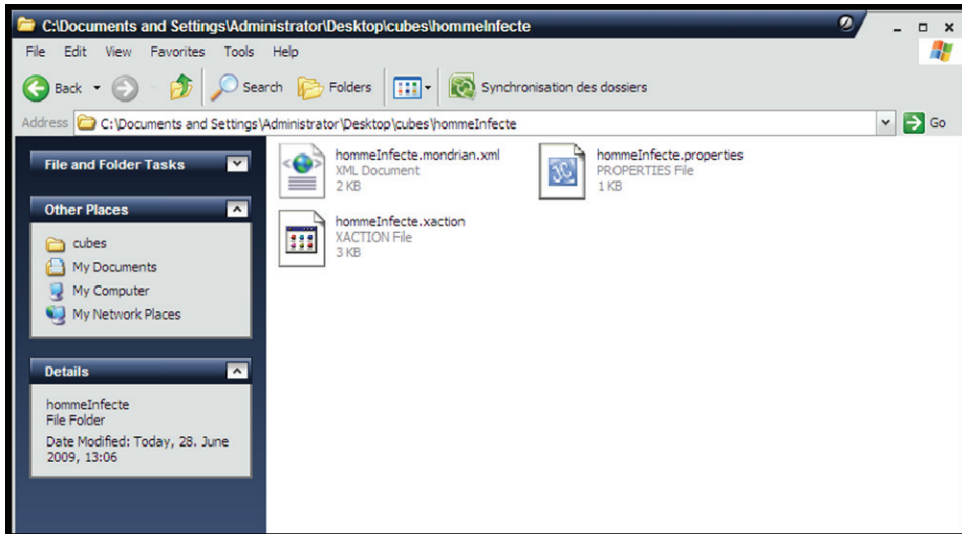 C:\Documents and Settings\Administrator\Desktop\cubes\hommeInfecte
File Edit View Favorites Tools Help
Back Search Folders Synchronisation des dossiers
Address C:\Documents and Settings\Administrator\Desktop\cubes\hommeInfecte Go
File and Folder Tasks
Other Places
cubes
My Documents
My Computer
My Network Places
Details
hommeInfecte
File Folder
Date Modified: Today, 28. June
2009, 13:06
hommeInfecte.mondrian.xml
XML Document
2 KB
hommeInfecte.properties
PROPERTIES File
1 KB
hommeInfecte.xaction
XACTION File
3 KB